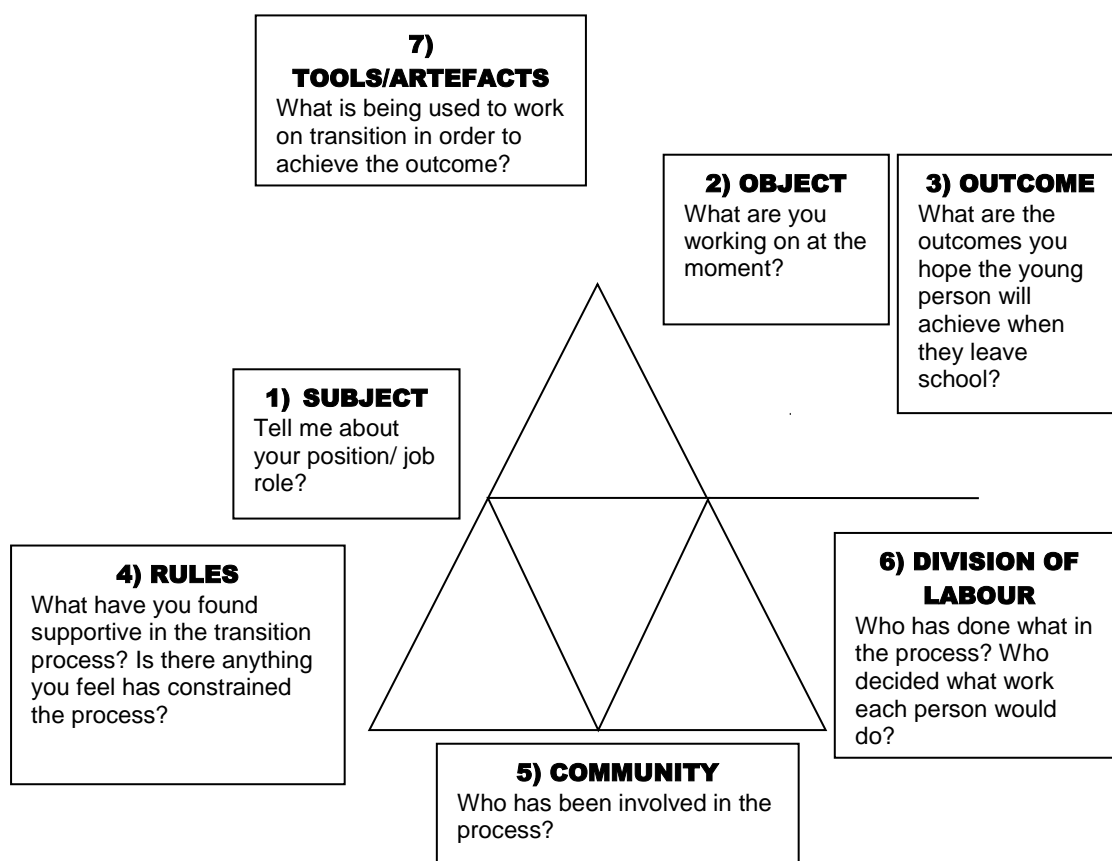 7)
TOOLS/ARTEFACTS
What is being used to work
on transition in order to
achieve the outcome?
2) OBJECT
What are you
working on at the
moment?
3) OUTCOME
What are the
outcomes you
hope the young
person will
achieve when
they leave
school?
1) SUBJECT
Tell me about
your position/ job
role?
4) RULES
What have you found
supportive in the transition
process? Is there anything
you feel has constrained
the process?
6) DIVISION OF
LABOUR
Who has done what in
the process? Who
decided what work
each person would
do?
5) COMMUNITY
Who has been involved in the
process?